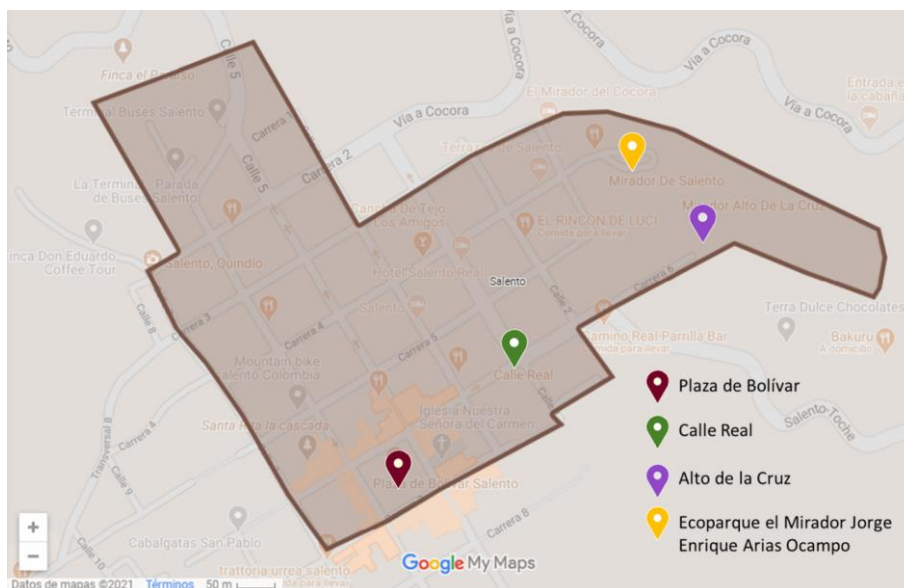 Finca el Paraíso
Calle 5
Terminal Buses Salento
Carrera 1
Vía a Cocora
Vía a Cocora
Vía a Cocora
Entrada e
la cabaña
El Mirador del Cocora
Calle 5
Carrera 2
Terraza de Salento
Mirador De Salento
La Terminal - Parada
de Buses Salento
Cancha De Tejo
Los Amigos
EL RINCON DE LUCI
Comida para llevar
Mirador Alto De La Cruz
inca Don Eduardo
Coffee Tour
Salento, Quindío
Hotel Salento Real
Salento
Carrera 6
Calle 8
Carrera 3
Carrera 4
Salento
Calle 2
Terra Dulce Chocolates
Camino Real Parrilla Bar
Comida para llevar
Bakuru
A domicilio
Mountain bike
Salento Colombia
Carrera 5
Calle Real
Santa Rita la cascada
Iglesia Nuestra
Señora del Carmen
Transversal 8
Carrera 4
Calle 9
Plaza de Bolívar Salento
Salento-Toche
Plaza de Bolívar
Calle Real
Alto de la Cruz
Ecoparque el Mirador Jorge
Enrique Arias Ocampo
Carrera 8
Cabalgatas San Pablo
Calle 10
trattoria urrea salento
mida para llevar
Google My Maps
+
−
Datos de mapas ©2021 Términos 50 m